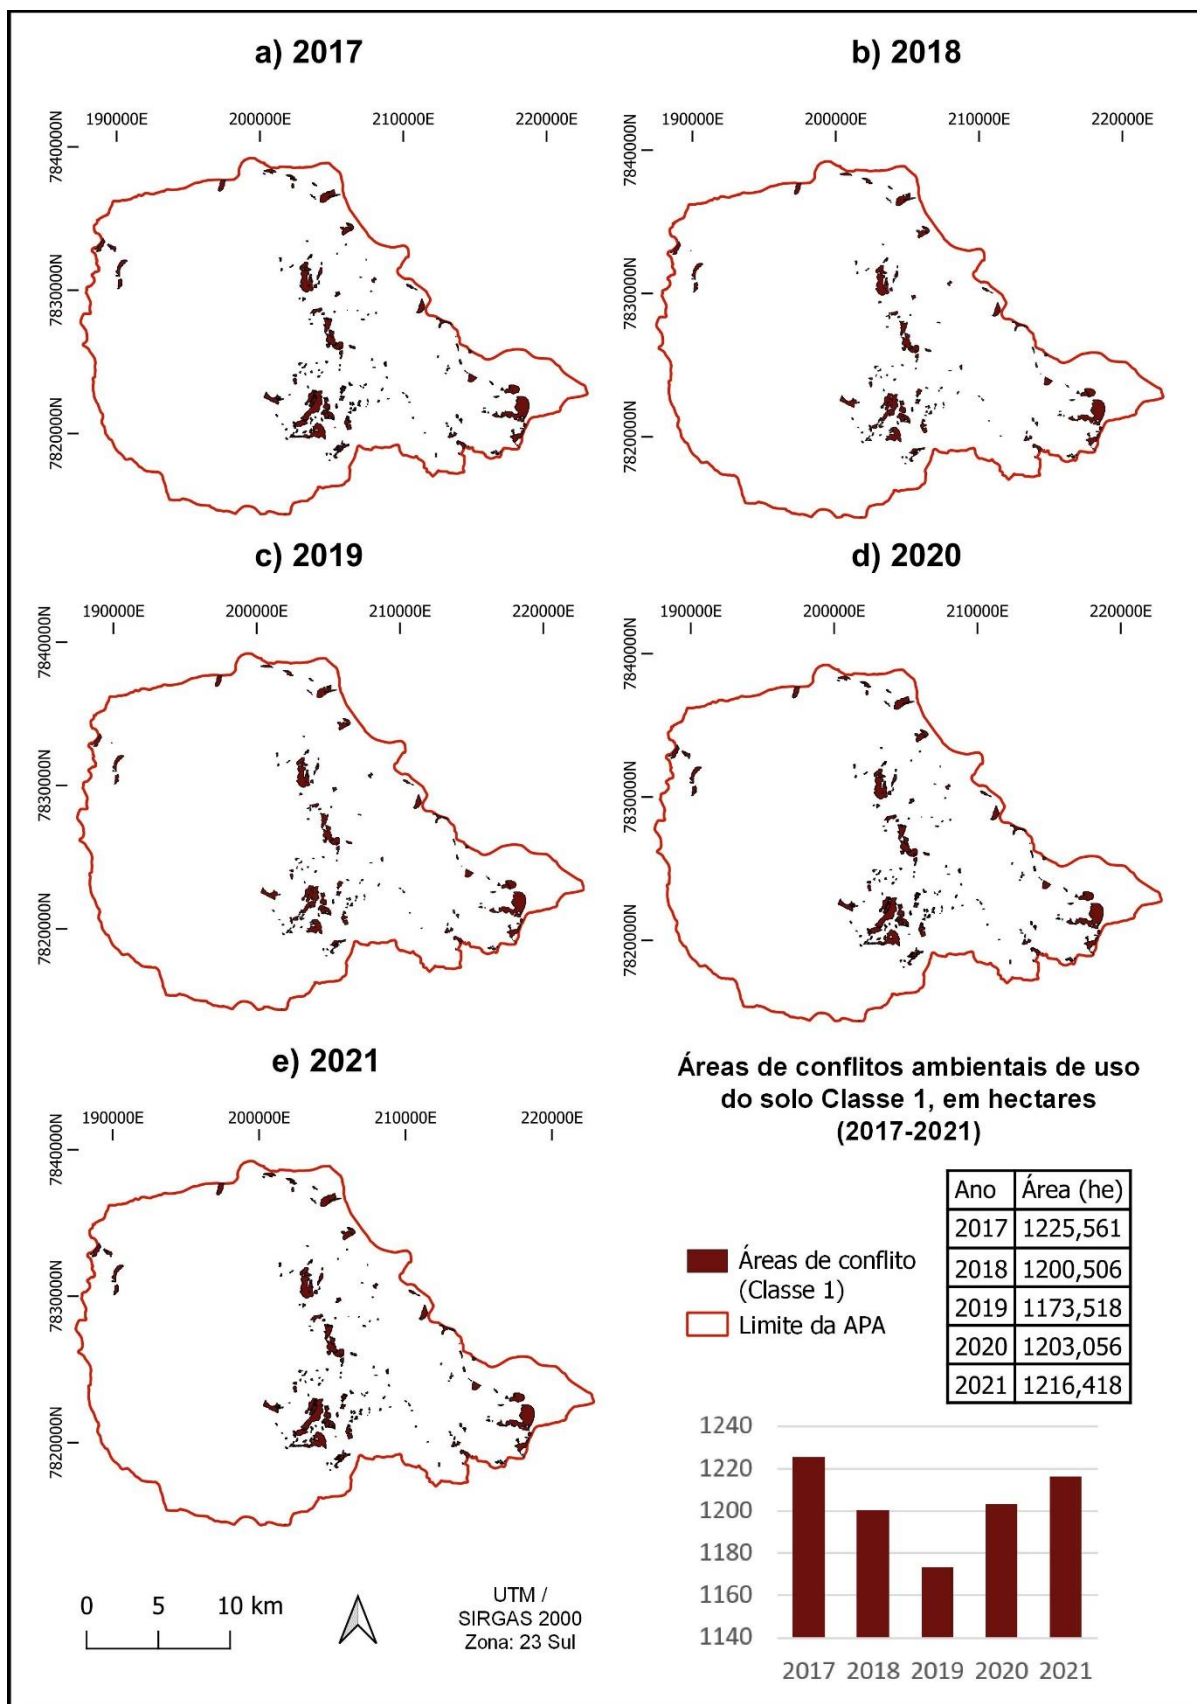 a) 2017
190000E 200000E 210000E 220000E
7840000N
7830000N
7820000N
b) 2018
190000E 200000E 210000E 220000E
7840000N
7830000N
7820000N
c) 2019
190000E 200000E 210000E 220000E
7840000N
7830000N
7820000N
d) 2020
190000E 200000E 210000E 220000E
7840000N
7830000N
7820000N
e) 2021
190000E 200000E 210000E 220000E
7840000N
7830000N
7820000N
Áreas de conflitos ambientais de uso
do solo Classe 1, em hectares
(2017-2021)
Áreas de conflito
(Classe 1)
Limite da APA
Ano Área (he)
2017 1225,561
2018 1200,506
2019 1173,518
2020 1203,056
2021 1216,418
1240
1220
1200
1180
1160
1140
2017 2018 2019 2020 2021
0 5 10 km
UTM /
SIRGAS 2000
Zona: 23 Sul